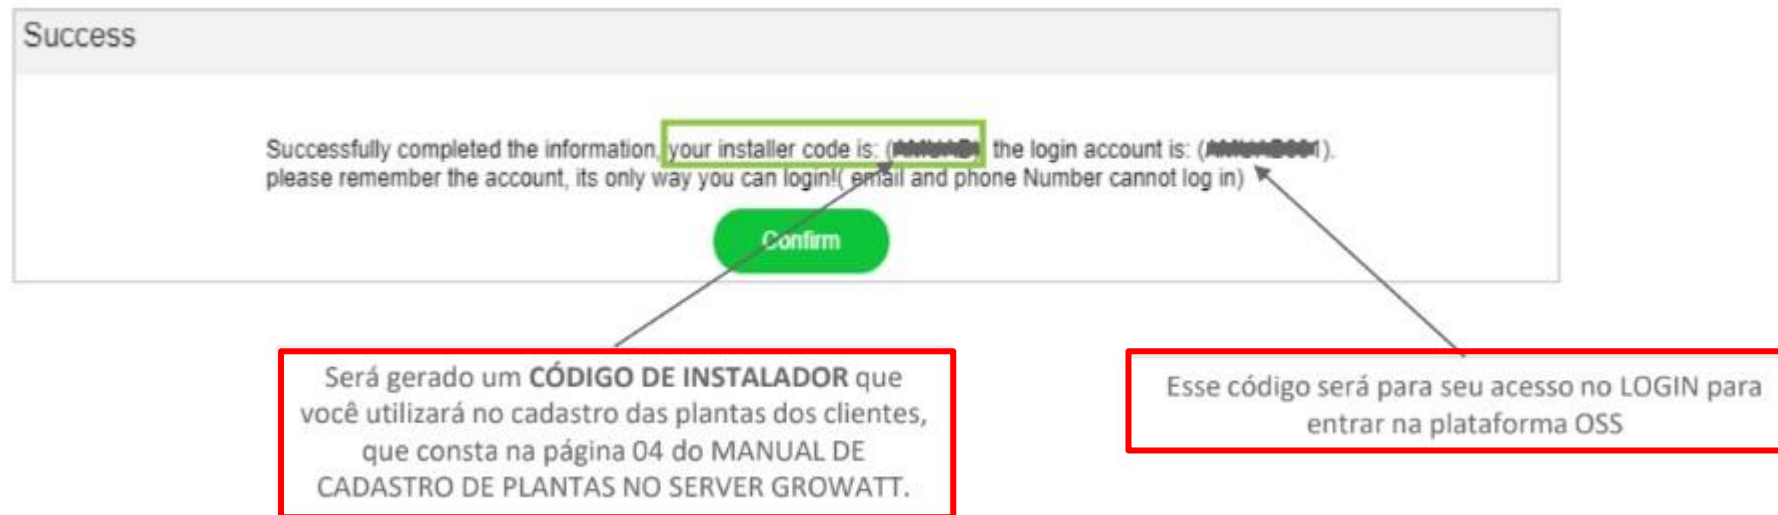 Success
Successfully completed the information, your installer code is: ( the login account is: (1).
please remember the account, its only way you can login!( email and phone Number cannot log in)
Confirm
Será gerado um CÓDIGO DE INSTALADOR que
você utilizará no cadastro das plantas dos clientes,
que consta na página 04 do MANUAL DE
CADASTRO DE PLANTAS NO SERVER GROWATT.
Esse código será para seu acesso no LOGIN para
entrar na plataforma OSS